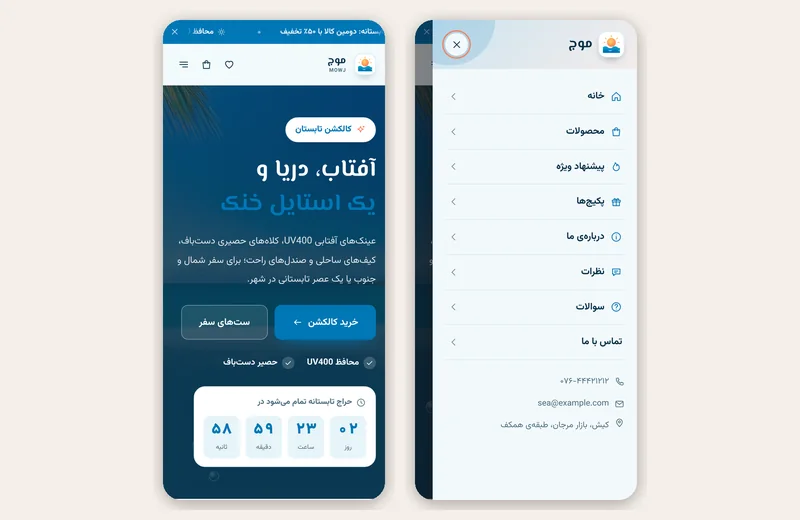 محافظ
ـستانه: دومین کالا با ۵۰٪ تخفیف
موج
MOWJ
کالکشن تابستان
آفتاب، دریا و
یک استایل خنک
عینک‌های آفتابی UV400، کلاه‌های حصیری دست‌باف،
کیف‌های ساحلی و صندل‌های راحت؛ برای سفر شمال و
جنوب یا یک عصر تابستانی در شهر.
خرید کالکشن
ست‌های سفر
محافظ UV400
حصیر دست‌باف
حراج تابستانه تمام می‌شود در
۰۲
۲۳
۵۹
۵۸
روز
ساعت
دقیقه
ثانیه
موج
خانه
محصولات
پیشنهاد ویژه
پکیج‌ها
درباره‌ی ما
نظرات
سوالات
تماس با ما
۰۷۶-۴۴۴۲۱۲۱۲
sea@example.com
کیش، بازار مرجان، طبقه‌ی همکف